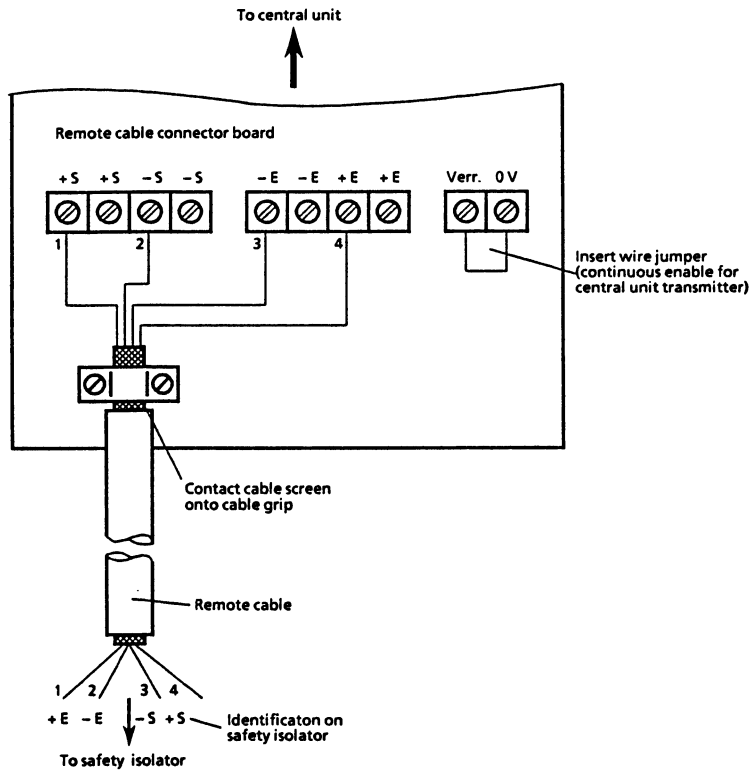 To central unit
Remote cable connector board
+ S + S – S – S – E – E + E + E Verr. 0 V
1 2 3 4
Insert wire jumper
(continuous enable for
central unit transmitter)
Contact cable screen
onto cable grip
Remote cable
1 2 3 4
+ E – E – S + S Identificaton on
safety isolator
To safety isolator